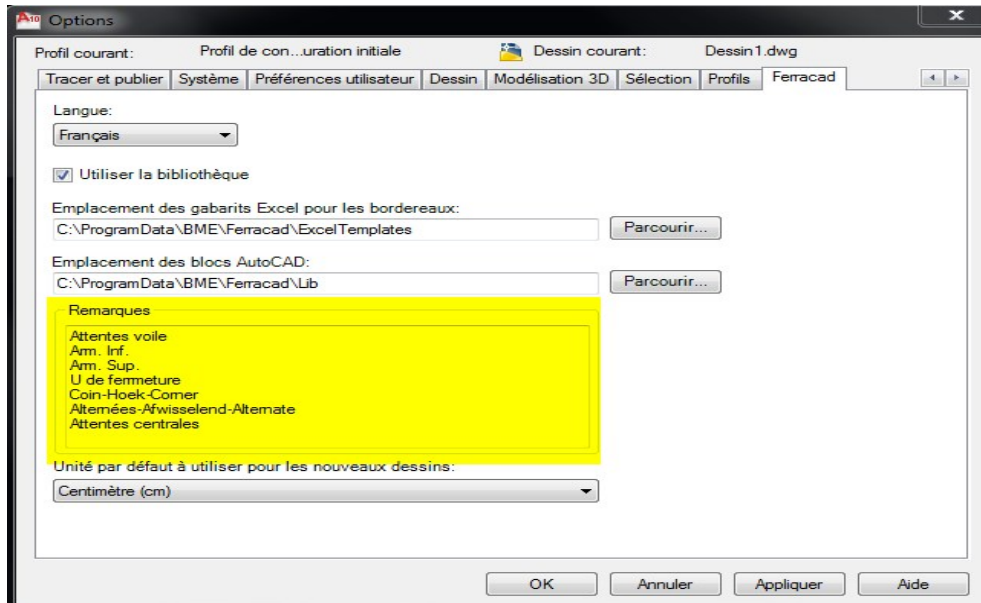 A10 Options
Profil courant: Profil de con...uration initiale Dessin courant: Dessin1.dwg
Tracer et publier Système Préférences utilisateur Dessin Modélisation 3D Sélection Profils Ferracad
Langue:
Français
Utiliser la bibliothèque
Emplacement des gabarits Excel pour les bordereaux:
C:\ProgramData\BME\Ferracad\ExcelTemplates Parcourir...
Emplacement des blocs AutoCAD:
C:\ProgramData\BME\Ferracad\Lib Parcourir...
Remarques
Attentes voile
Arm. Inf.
Arm. Sup.
U de fermeture
Coin-Hoek-Corner
Alternées-Afwisselend-Alternate
Attentes centrales
Unité par défaut à utiliser pour les nouveaux dessins:
Centimètre (cm)
OK Annuler Appliquer Aide